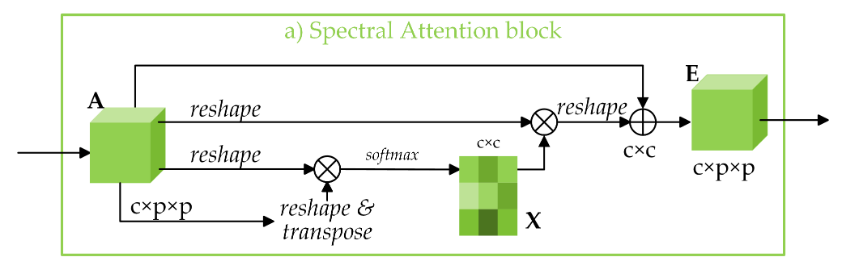 a) Spectral Attention block
A
E
reshape
reshape
c×c
c×p×p
reshape
softmax
c×c
c×p×p
reshape &
transpose
X